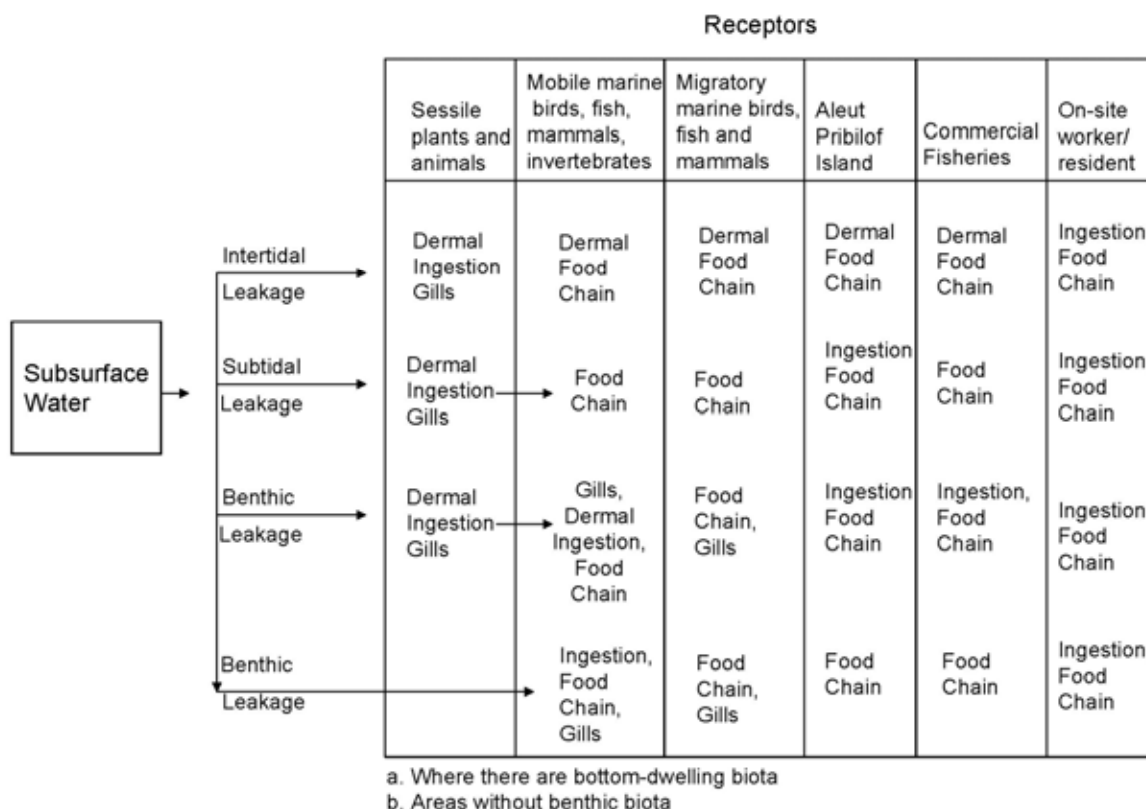 Receptors
Sessile
plants and
animals
Mobile marine
birds, fish,
mammals,
invertebrates
Migratory
marine birds,
fish and
mammals
Aleut
Pribilof
Island
Commercial
Fisheries
On-site
worker/
resident
Subsurface
Water
Intertidal
Leakage
Dermal
Ingestion
Gills
Dermal
Food
Chain
Dermal
Food
Chain
Dermal
Food
Chain
Dermal
Food
Chain
Ingestion
Food
Chain
Subtidal
Leakage
Dermal
Ingestion
Gills
Food
Chain
Food
Chain
Ingestion
Food
Chain
Food
Chain
Ingestion
Food
Chain
Benthic
Leakage
Dermal
Ingestion
Gills
Gills,
Dermal
Ingestion,
Food
Chain
Food
Chain,
Gills
Ingestion
Food
Chain
Ingestion,
Food
Chain
Ingestion
Food
Chain
Benthic
Leakage
Ingestion,
Food
Chain,
Gills
Food
Chain,
Gills
Food
Chain
Food
Chain
Ingestion
Food
Chain
a. Where there are bottom-dwelling biota
b. Areas without benthic biota